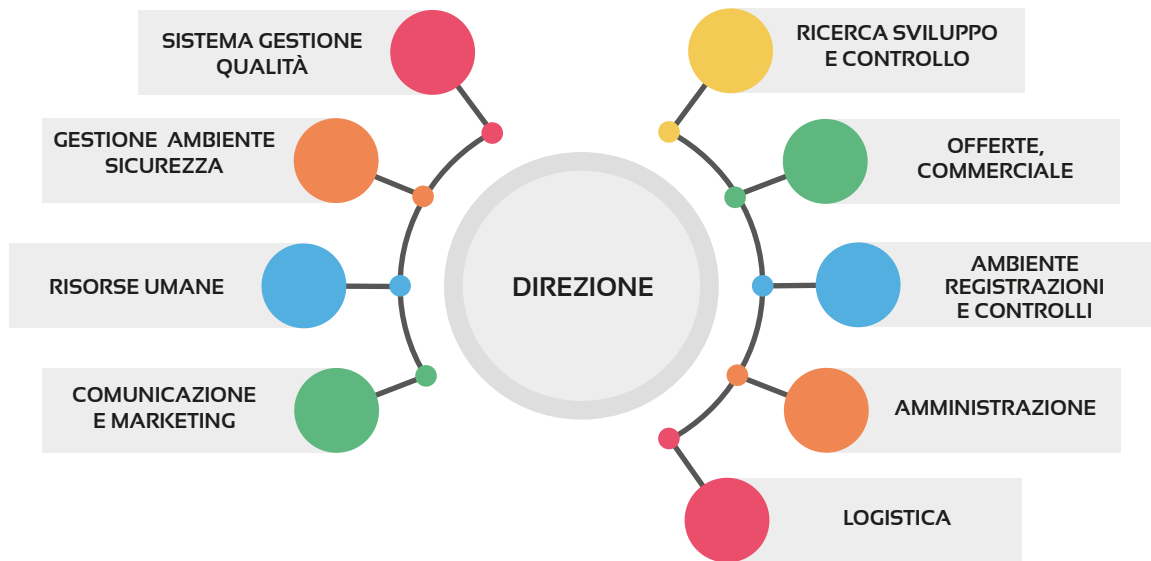 SISTEMA GESTIONE
QUALITÀ
GESTIONE AMBIENTE
SICUREZZA
RISORSE UMANE
COMUNICAZIONE
E MARKETING
DIREZIONE
RICERCA SVILUPPO
E CONTROLLO
OFFERTE,
COMMERCIALE
AMBIENTE
REGISTRAZIONI
E CONTROLLI
AMMINISTRAZIONE
LOGISTICA